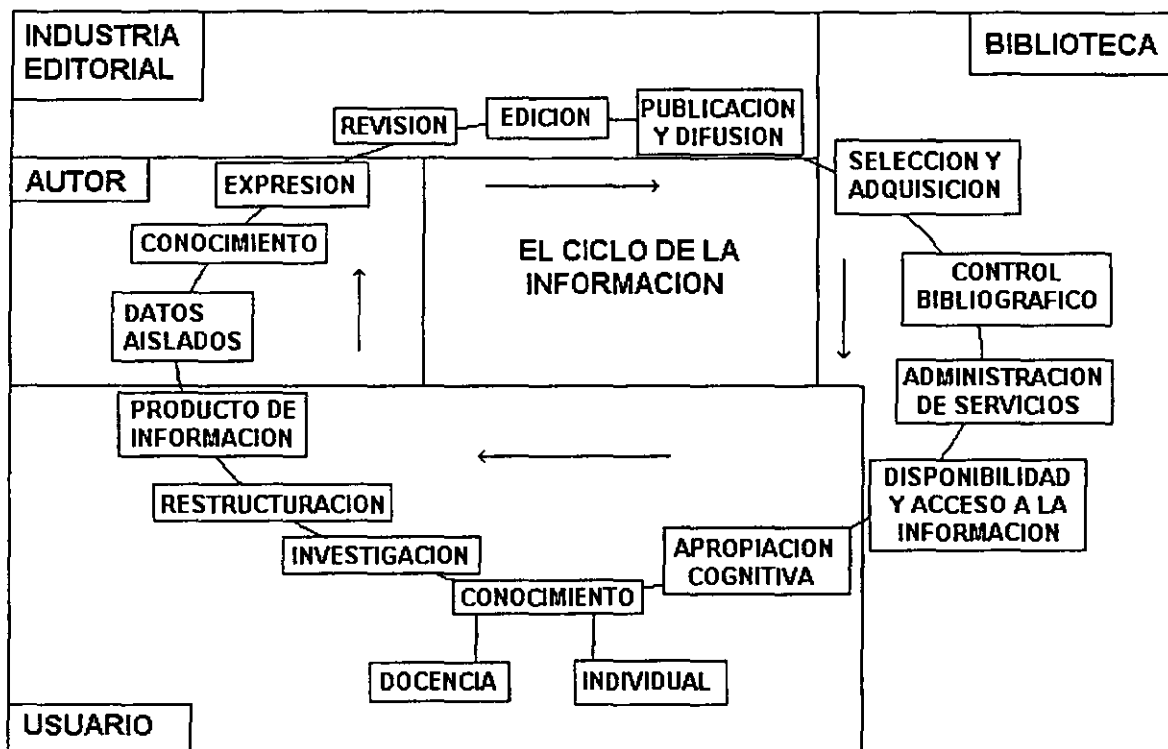 INDUSTRIA
EDITORIAL
BIBLIOTECA
REVISION
EDICION
PUBLICACION
Y DIFUSION
AUTOR
EXPRESION
SELECCION Y
ADQUISICION
CONOCIMIENTO
EL CICLO DE LA
INFORMACION
CONTROL
BIBLIOGRAFICO
DATOS
AISLADOS
ADMINISTRACION
DE SERVICIOS
PRODUCTO DE
INFORMACION
DISPONIBILIDAD
Y ACCESO A LA
INFORMACION
RESTRUCTURACION
INVESTIGACION
APROPIACION
COGNITIVA
CONOCIMIENTO
DOCENCIA
INDIVIDUAL
USUARIO